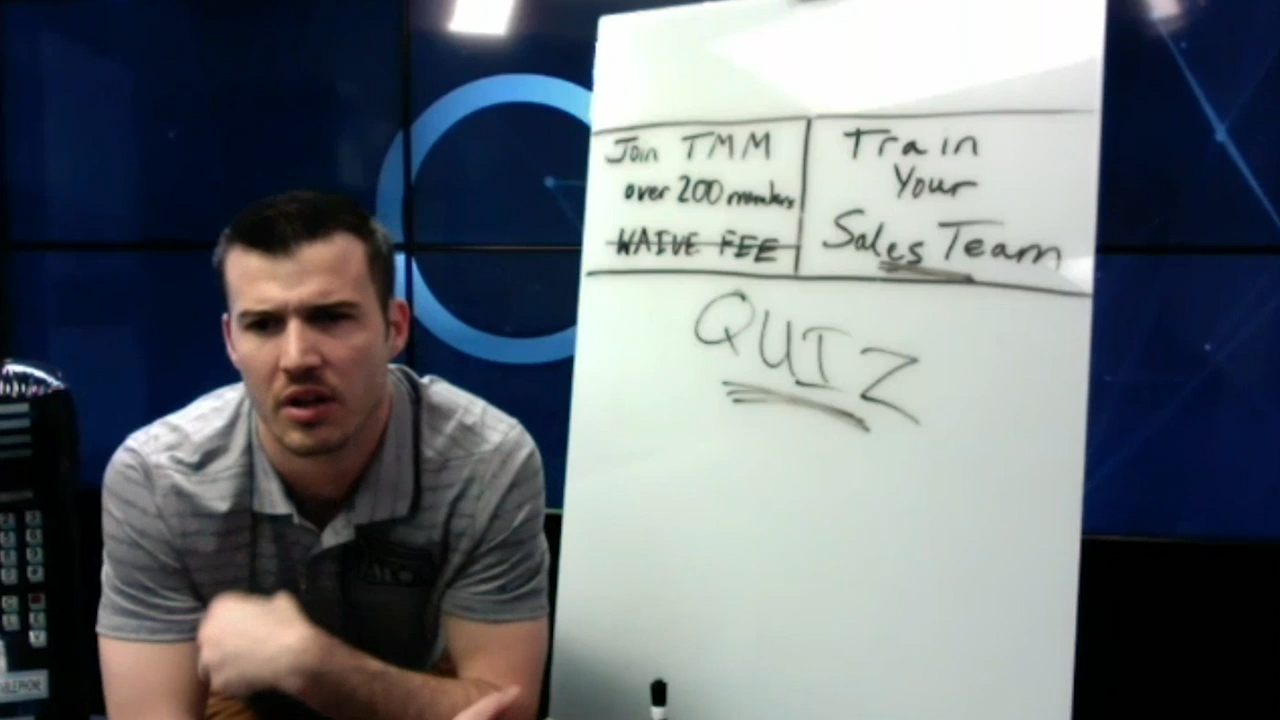 Join TMM
over 200 members
WAIVE FEE
Train
Your
Sales Team
QUIZ